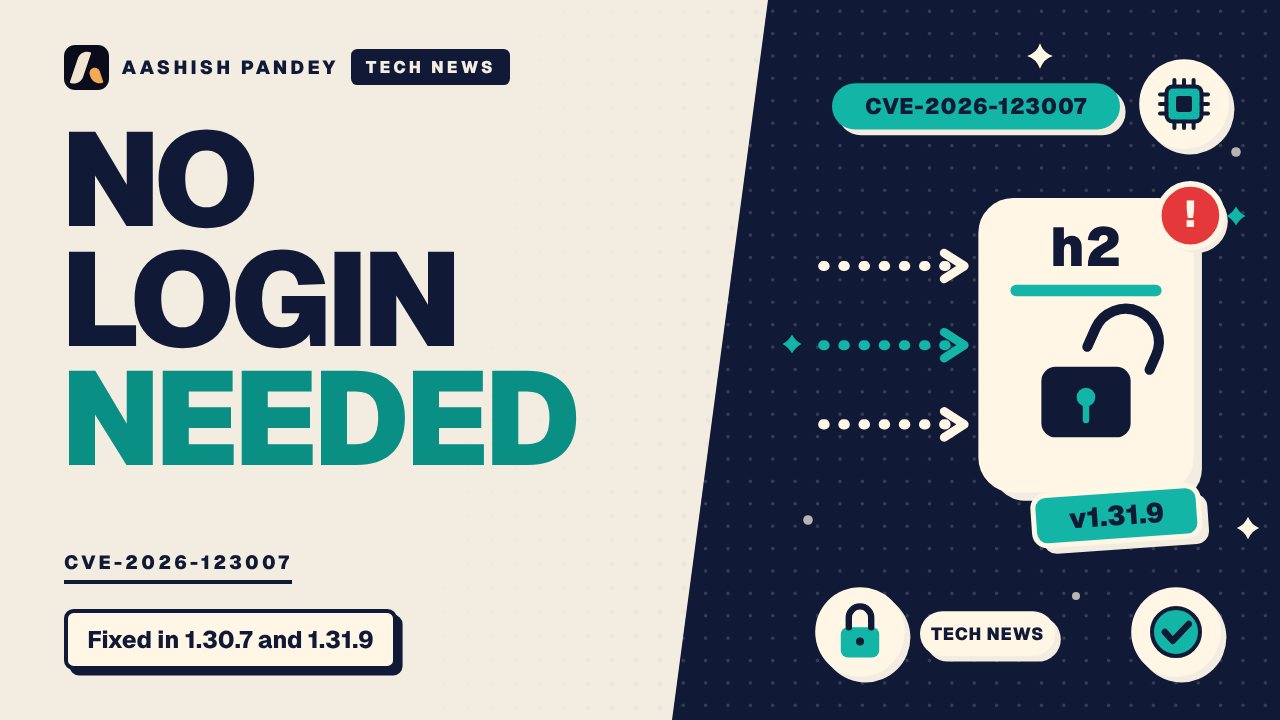 AASHISH PANDEY TECH NEWS
NO
LOGIN
NEEDED
CVE-2026-123007
Fixed in 1.30.7 and 1.31.9
CVE-2026-123007
!
h2
v1.31.9
TECH NEWS